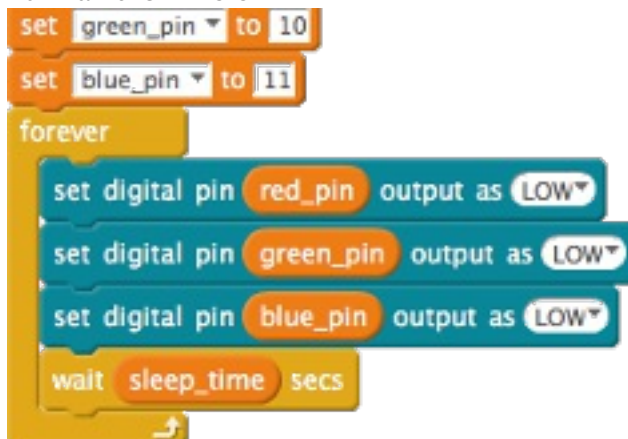 set green_pin to 10
set blue_pin to 11
forever
set digital pin red_pin output as LOW
set digital pin green_pin output as LOW
set digital pin blue_pin output as LOW
wait sleep_time secs